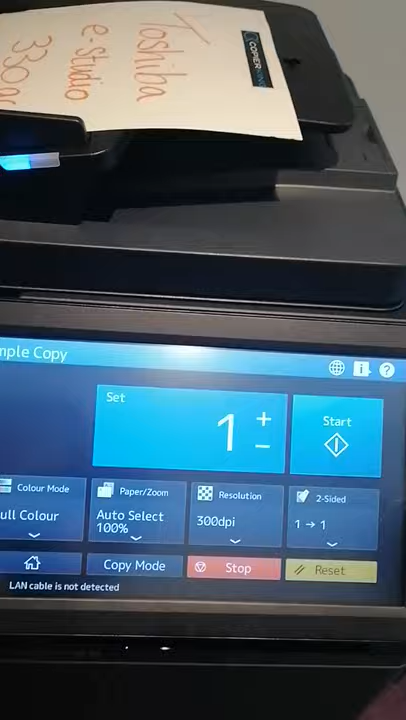 COPIER
Toshiba
e-Studio
mple Copy
Set
1
Start
Colour Mode
ull Colour
Paper/Zoom
Auto Select
100%
Resolution
300dpi
2-Sided
1 → 1
Copy Mode
Stop
Reset
LAN cable is not detected